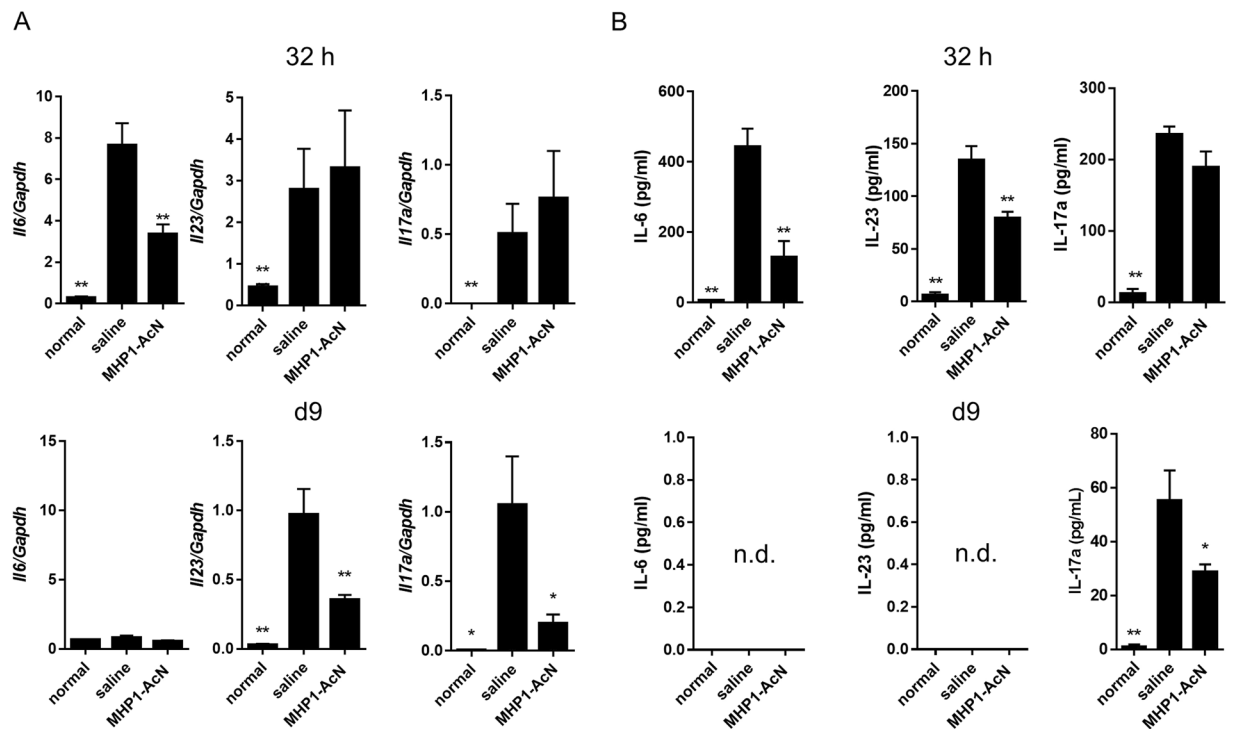 A
B
32 h
32 h
Il6/Gapdh
10
8
6
4
2
0
**
**
normal
saline
MHP1-AcN
Il23/Gapdh
5
4
3
2
1
0
**
normal
saline
MHP1-AcN
Il17a/Gapdh
1.5
1.0
0.5
0.0
**
normal
saline
MHP1-AcN
IL-6 (pg/ml)
600
400
200
0
**
**
normal
saline
MHP1-AcN
IL-23 (pg/ml)
200
150
100
50
0
**
**
normal
saline
MHP1-AcN
IL-17a (pg/ml)
300
200
100
0
**
normal
saline
MHP1-AcN
d9
d9
Il6/Gapdh
15
10
5
0
normal
saline
MHP1-AcN
Il23/Gapdh
1.5
1.0
0.5
0.0
**
**
normal
saline
MHP1-AcN
Il17a/Gapdh
1.5
1.0
0.5
0.0
*
*
normal
saline
MHP1-AcN
IL-6 (pg/ml)
1.0
0.8
0.6
0.4
0.2
0.0
n.d.
normal
saline
MHP1-AcN
IL-23 (pg/ml)
1.0
0.8
0.6
0.4
0.2
0.0
n.d.
normal
saline
MHP1-AcN
IL-17a (pg/mL)
80
60
40
20
0
**
*
normal
saline
MHP1-AcN